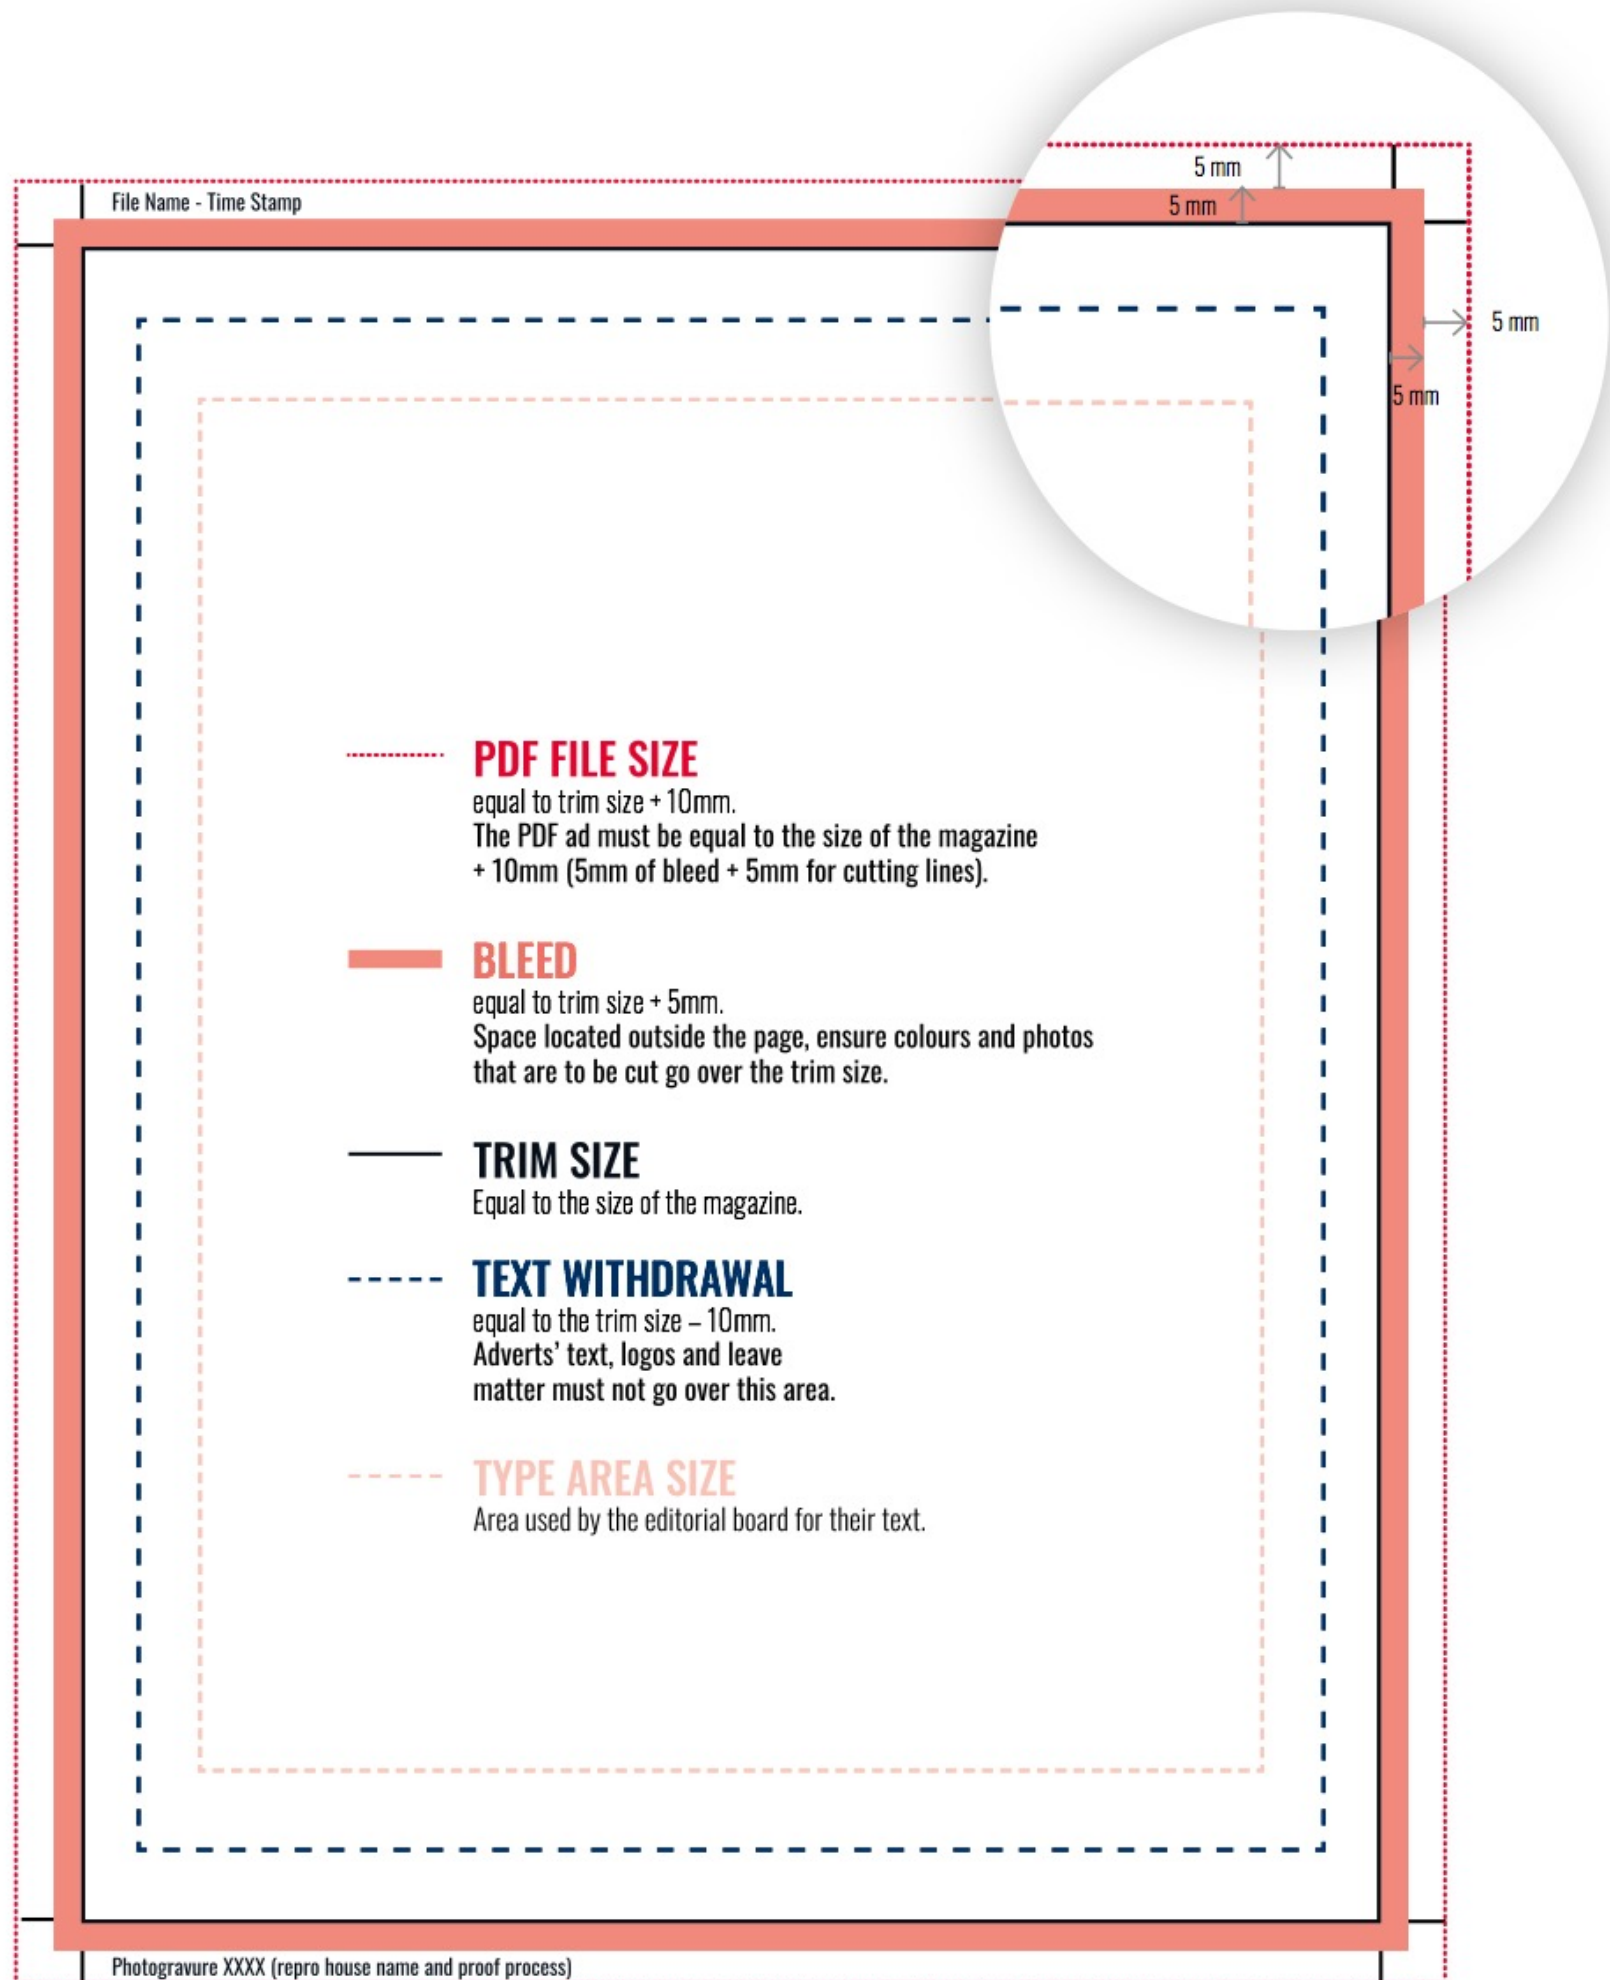 5 mm
File Name - Time Stamp
5 mm
5 mm
5 mm
PDF FILE SIZE
equal to trim size + 10mm.
The PDF ad must be equal to the size of the magazine
+ 10mm (5mm of bleed + 5mm for cutting lines).
BLEED
equal to trim size + 5mm.
Space located outside the page, ensure colours and photos
that are to be cut go over the trim size.
TRIM SIZE
Equal to the size of the magazine.
TEXT WITHDRAWAL
equal to the trim size – 10mm.
Adverts’ text, logos and leave
matter must not go over this area.
TYPE AREA SIZE
Area used by the editorial board for their text.
Photogravure XXXX (repro house name and proof process)